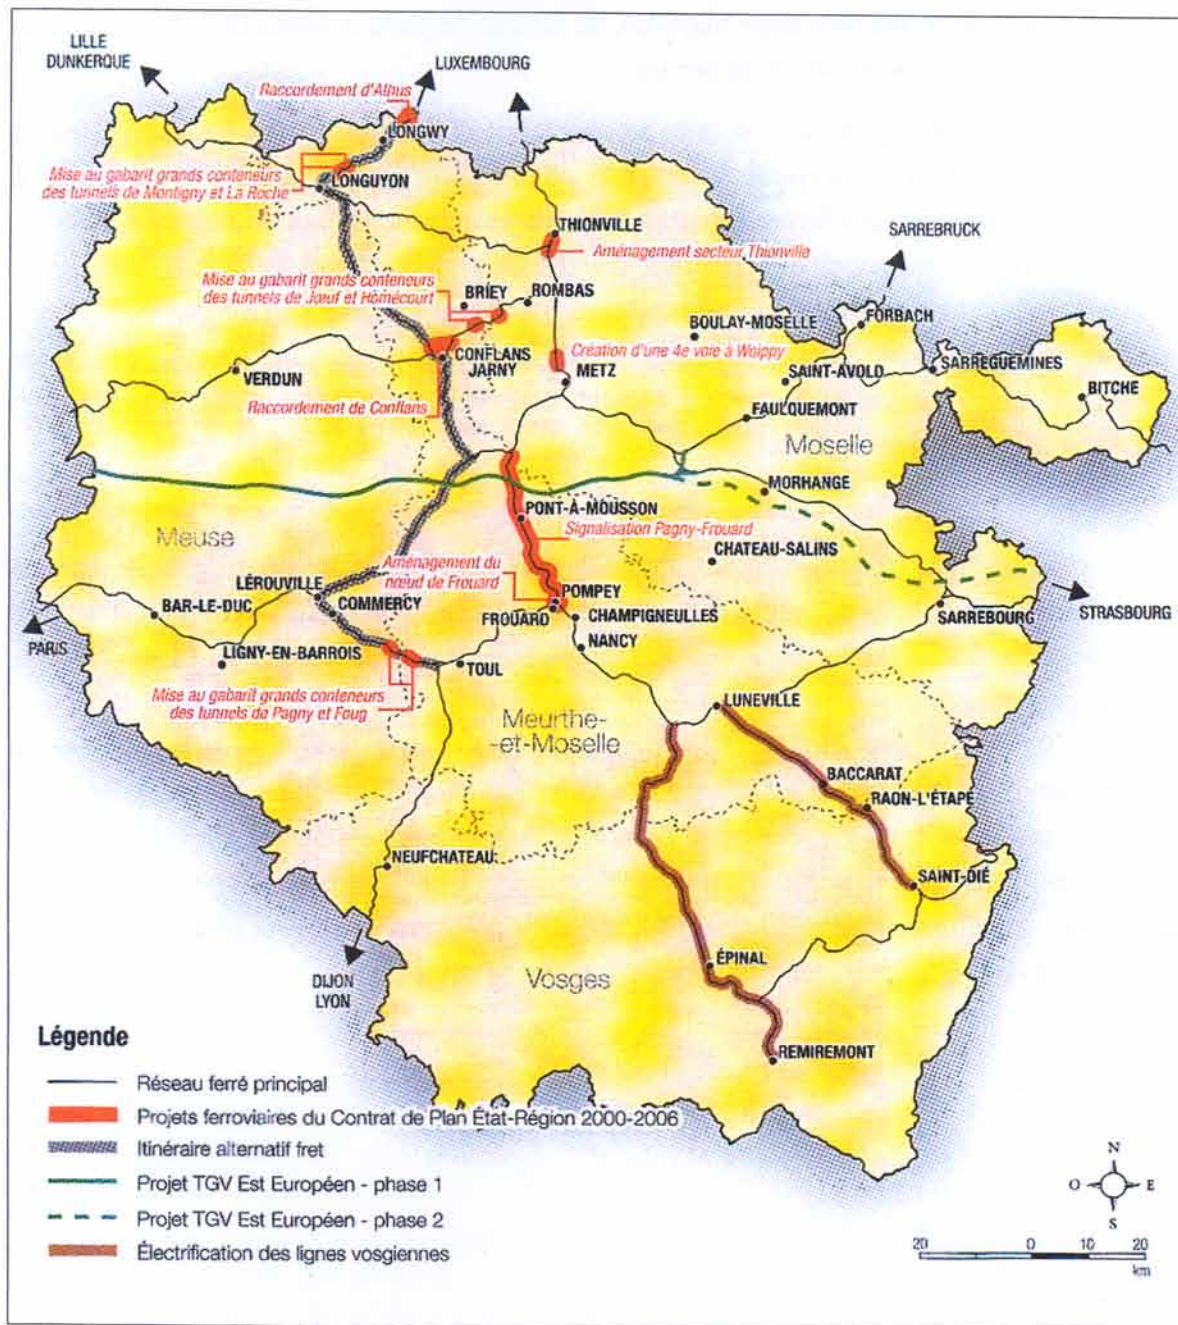 LILLE
DUNKERQUE
LUXEMBOURG
Raccordement d'Athus
LONGWY
Mise au gabarit grands conteneurs
des tunnels de Montigny et La Roche
LONGUYON
THIONVILLE
SARREBRUCK
Aménagement secteur Thionville
Mise au gabarit grands conteneurs
des tunnels de Jœuf et Homécourt
BRIEY
ROMBAS
BOULAY-MOSELLE
FORBACH
CONFLANS
JARNY
Création d'une 4e voie à Woippy
METZ
SAINT-AVOLD
SARREGUEMINES
BITCHE
VERDUN
Raccordement de Conflans
FAULQUEMONT
Moselle
MORHANGE
PONT-À-MOUSSON
Signalisation Pagny-Frouard
Meuse
CHATEAU-SALINS
Aménagement du
nœud de Frouard
LÉROUVILLE
POMPEY
BAR-LE-DUC
COMMERCY
FROUARD
CHAMPIGNEULLES
SARREBOURG
STRASBOURG
PARIS
LIGNY-EN-BARROIS
TOUL
NANCY
Mise au gabarit grands conteneurs
des tunnels de Pagny et Foug
LUNEVILLE
Meurthe-
-et-Moselle
BACCARAT
RAON-L'ÉTAPE
NEUFCHATEAU
SAINT-DIÉ
ÉPINAL
DIJON
LYON
Vosges
REMIREMONT
Légende
Réseau ferré principal
Projets ferroviaires du Contrat de Plan État-Région 2000-2006
Itinéraire alternatif fret
Projet TGV Est Européen - phase 1
Projet TGV Est Européen - phase 2
Électrification des lignes vosgiennes
N
O E
S
20 0 10 20
km